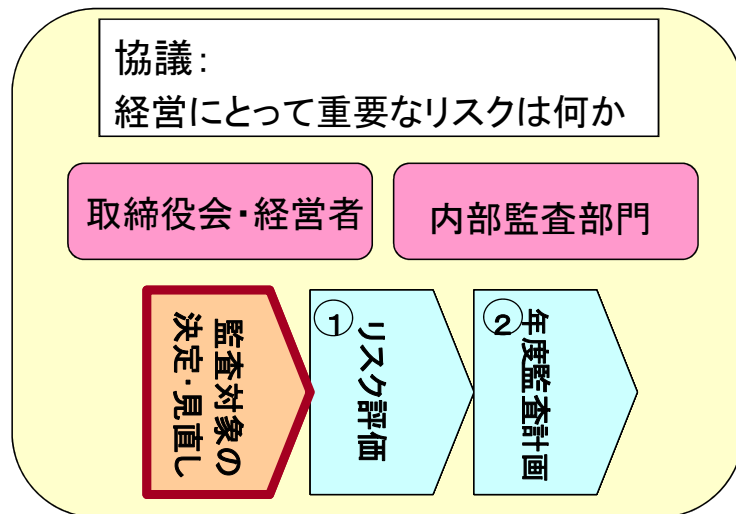 協議:
経営にとって重要なリスクは何か
取締役会・経営者
内部監査部門
監査対象の
決定・見直し
①
リスク評価
②
年度監査計画